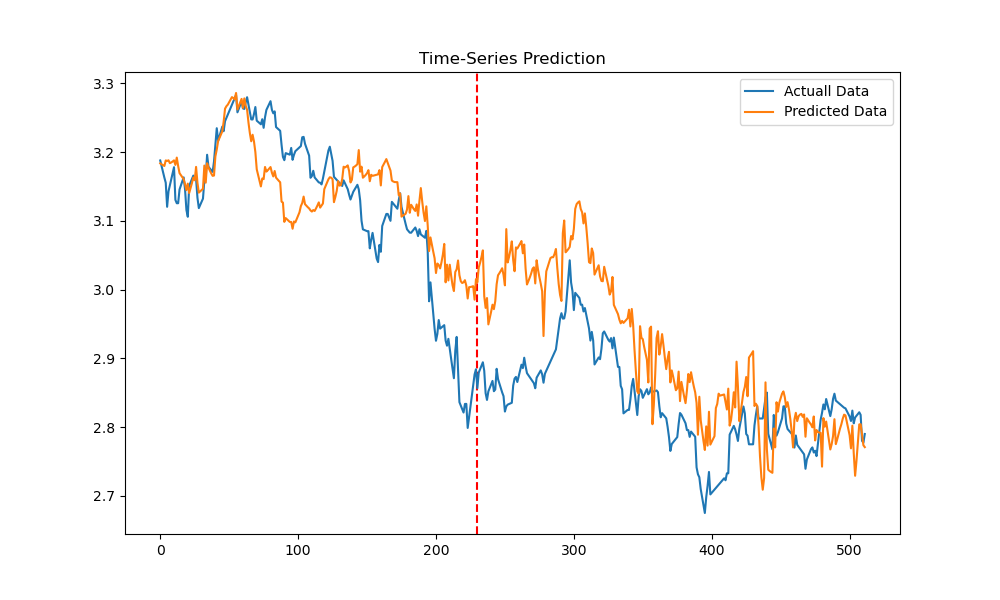 Time-Series Prediction
Actuall Data
Predicted Data
3.3
3.2
3.1
3.0
2.9
2.8
2.7
0 100 200 300 400 500